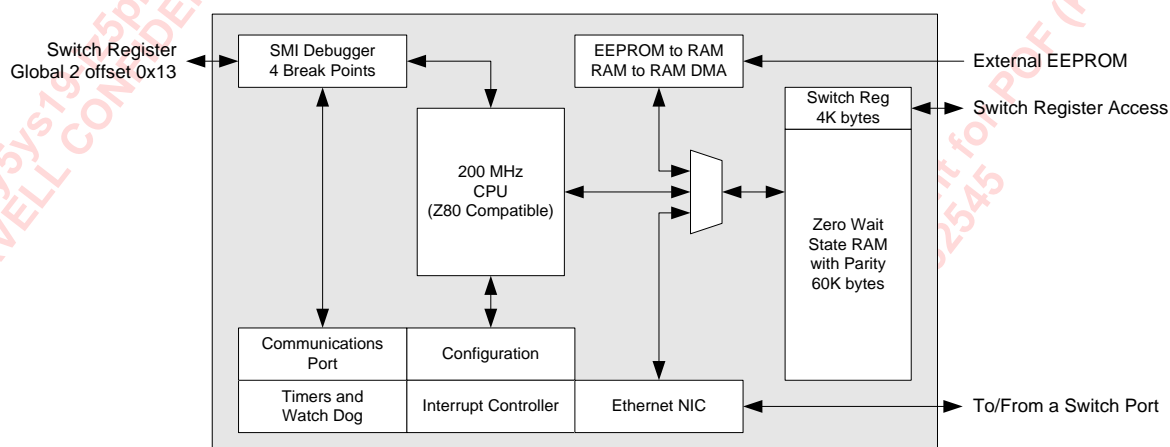 Switch Register
Global 2 offset 0x13
SMI Debugger
4 Break Points
EEPROM to RAM
RAM to RAM DMA
External EEPROM
Switch Reg
4K bytes
Switch Register Access
200 MHz
CPU
(Z80 Compatible)
Zero Wait
State RAM
with Parity
60K bytes
Communications
Port
Configuration
Timers and
Watch Dog
Interrupt Controller
Ethernet NIC
To/From a Switch Port